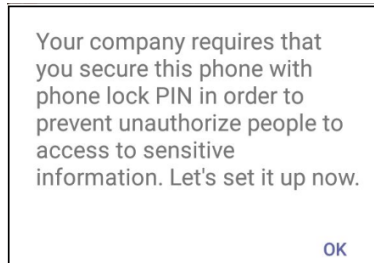 Your company requires that
you secure this phone with
phone lock PIN in order to
prevent unauthorize people to
access to sensitive
information. Let's set it up now.
OK